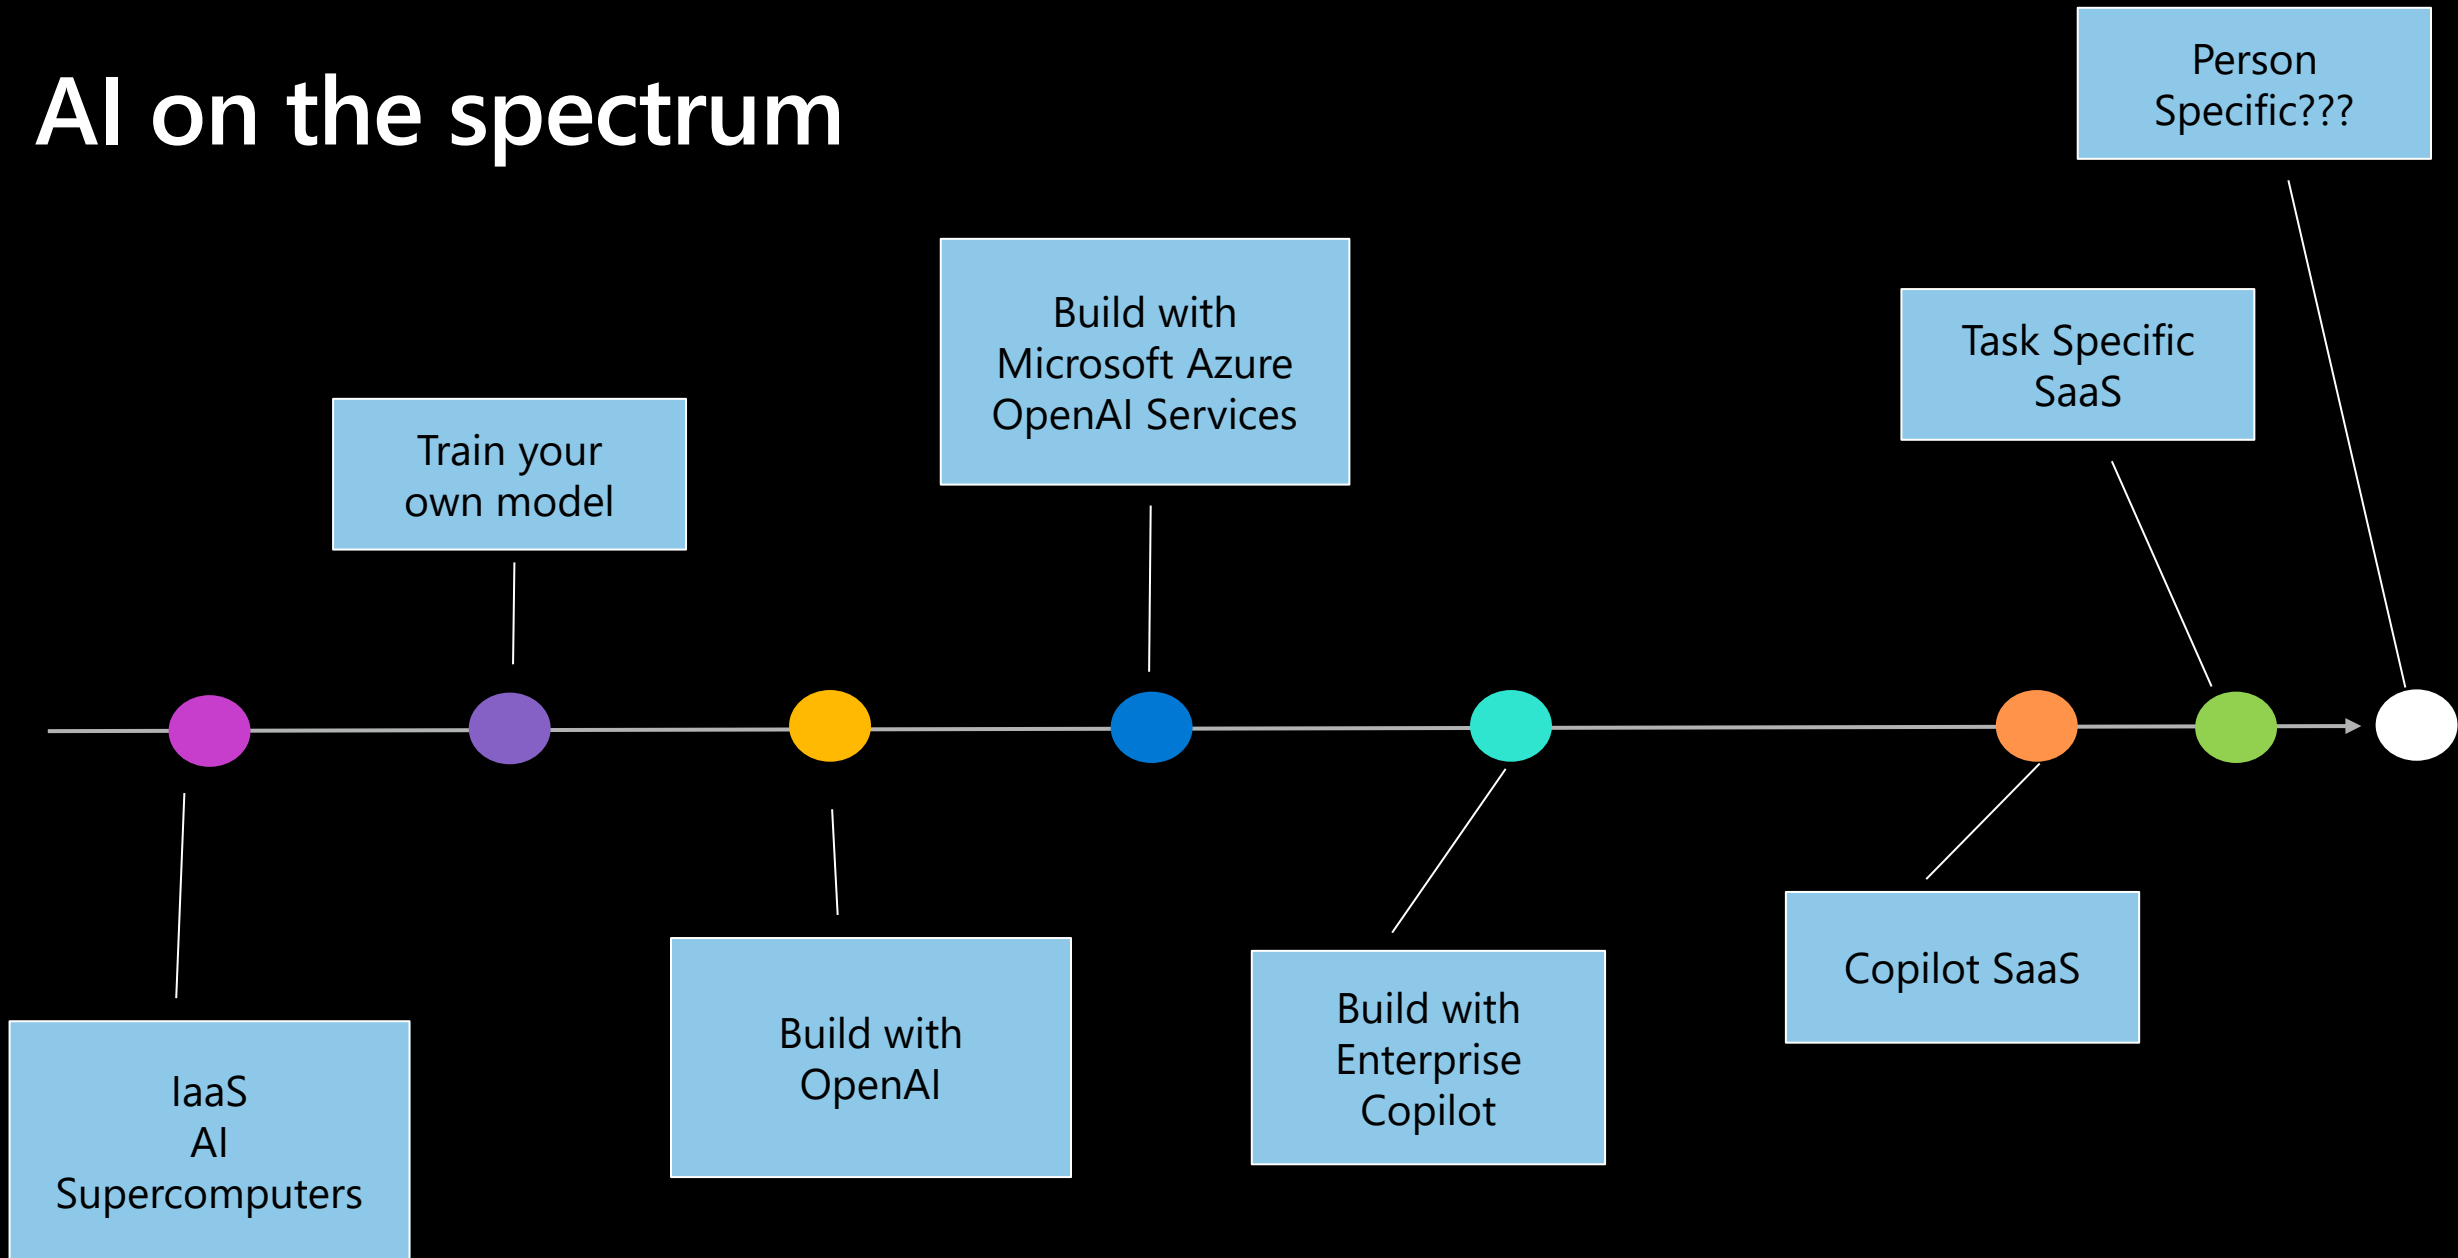 AI on the spectrum
Person
Specific???
Build with
Microsoft Azure
OpenAI Services
Task Specific
SaaS
Train your
own model
IaaS
AI
Supercomputers
Build with
OpenAI
Build with
Enterprise
Copilot
Copilot SaaS